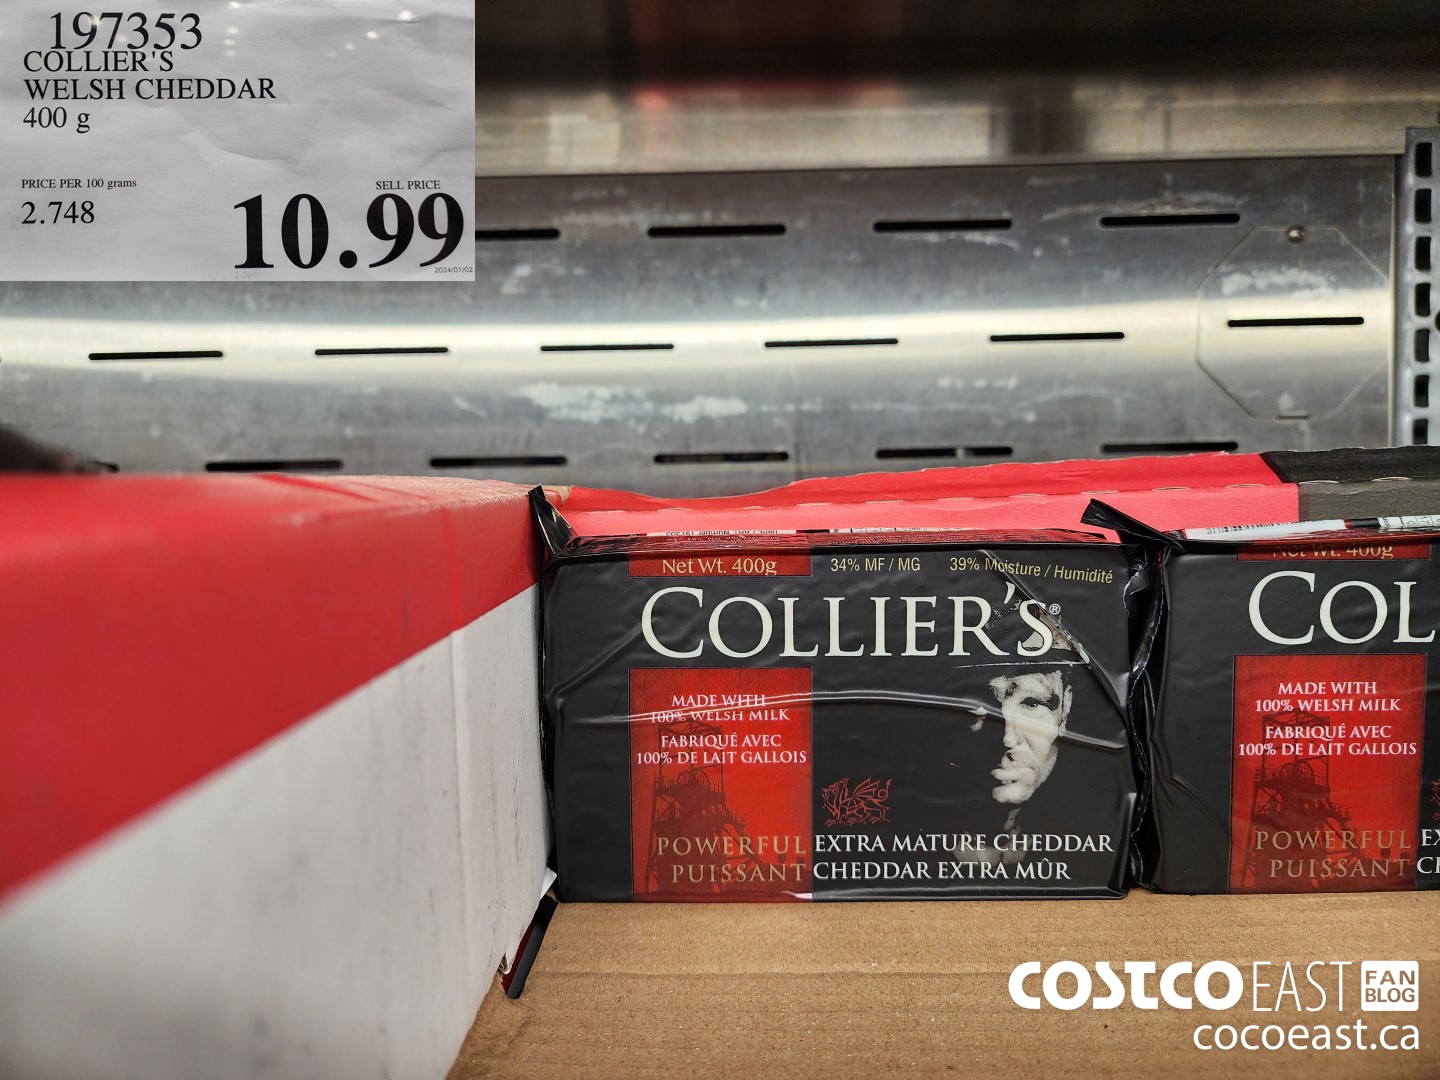 197353
COLLIER'S
WELSH CHEDDAR
400 g
PRICE PER 100 grams
2.748
SELL PRICE
10.99
2024/01/02
Net Wt. 400g
34% MF / MG
39% Moisture / Humidité
COLLIER'S®
MADE WITH
100% WELSH MILK
FABRIQUÉ AVEC
100% DE LAIT GALLOIS
POWERFUL EXTRA MATURE CHEDDAR
PUISSANT CHEDDAR EXTRA MÛR
Net Wt. 400g
COL
MADE WITH
100% WELSH MILK
FABRIQUÉ AVEC
100% DE LAIT GALLOIS
POWERFUL EX
PUISSANT CH
COSTCO EAST FAN
BLOG
cocoeast.ca